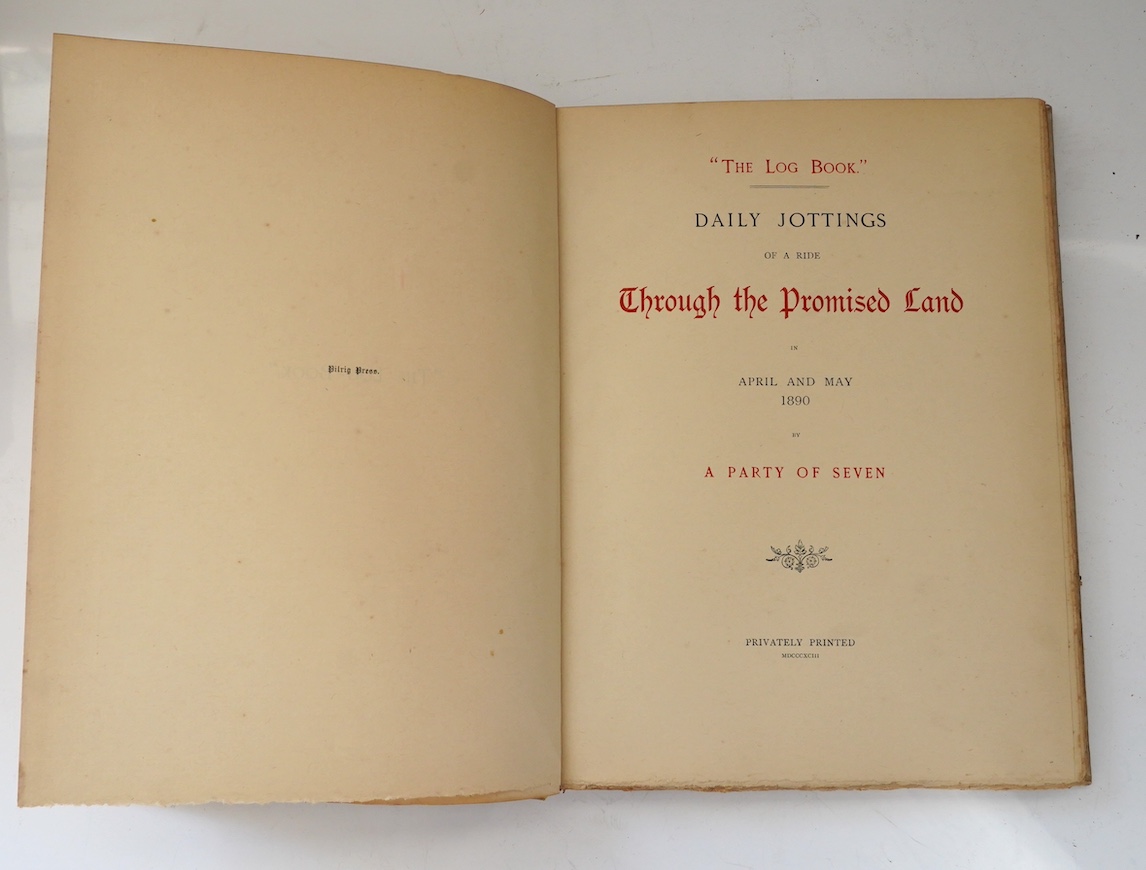 Pilrig Press.
“THE LOG BOOK.”
DAILY JOTTINGS
OF A RIDE
Through the Promised Land
IN
APRIL AND MAY
1890
BY
A PARTY OF SEVEN
PRIVATELY PRINTED
MDCCCXCIII